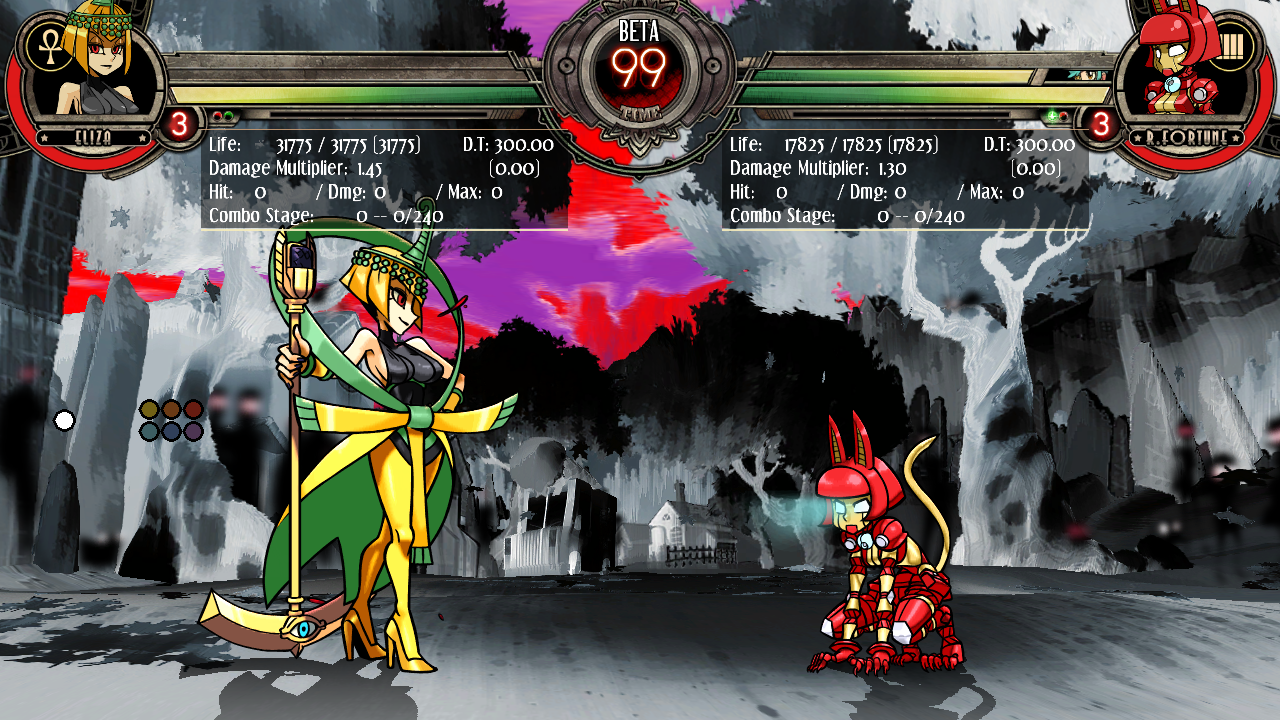 BETA
99
TIME
ELIZA
3
R.FORTUNE
3
Life: 31775 / 31775 (31775) D.T: 300.00
Damage Multiplier: 1.45 (0.00)
Hit: 0 / Dmg: 0 / Max: 0
Combo Stage: 0 -- 0/240
Life: 17825 / 17825 (17825) D.T: 300.00
Damage Multiplier: 1.30 (0.00)
Hit: 0 / Dmg: 0 / Max: 0
Combo Stage: 0 -- 0/240